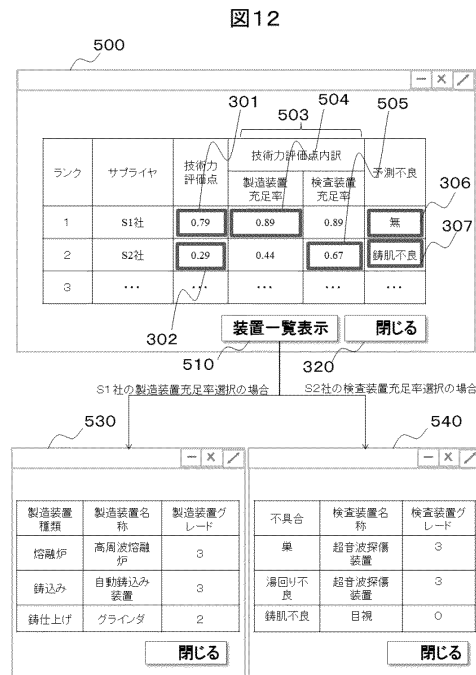 図12
500
301
503
504
505
ランク サプライヤ 技術力 評価点 技術力評価点内訳 予測不良
製造装置 充足率 検査装置 充足率
1 S1社 0.79 0.89 0.89 無
306
307
2 S2社 0.29 0.44 0.67 鋳肌不良
3 ・・・ ・・・ ・・・ ・・・ ・・・
302
装置一覧表示 閉じる
510
320
S1社の製造装置充足率選択の場合
S2社の検査装置充足率選択の場合
530
製造装置 種類 製造装置名 称 製造装置グ レード
熔融炉 高周波熔融 炉 3
鋳込み 自動鋳込み 装置 3
鋳仕上げ グラインダ 2
閉じる
540
不具合 検査装置名 称 検査装置グ レード
巣 超音波探傷 装置 3
湯回り不 良 超音波探傷 装置 3
鋳肌不良 目視 0
閉じる